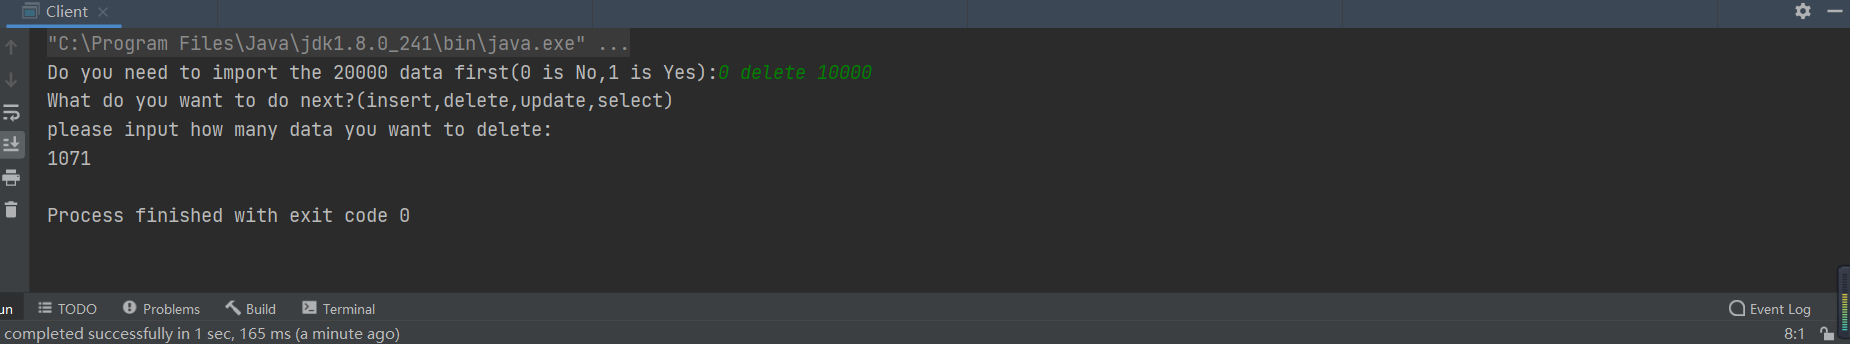 Client
"C:\Program Files\Java\jdk1.8.0_241\bin\java.exe" ...
Do you need to import the 20000 data first(0 is No,1 is Yes):0 delete 10000
What do you want to do next?(insert,delete,update,select)
please input how many data you want to delete:
1071
Process finished with exit code 0
un TODO Problems Build Terminal Event Log
completed successfully in 1 sec, 165 ms (a minute ago) 8:1